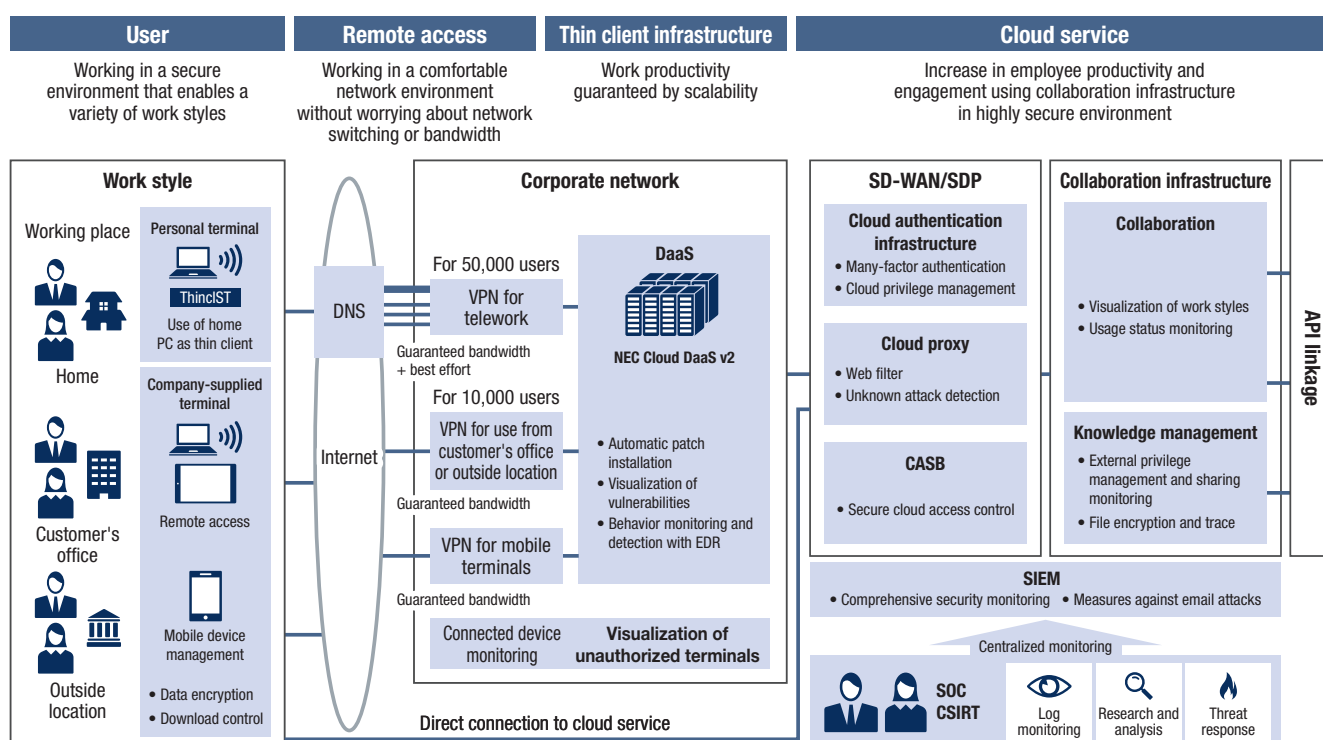 User
Working in a secure
environment that enables a
variety of work styles
Remote access
Working in a comfortable
network environment
without worrying about network
switching or bandwidth
Thin client infrastructure
Work productivity
guaranteed by scalability
Cloud service
Increase in employee productivity and
engagement using collaboration infrastructure
in highly secure environment
Work style
Working place
Home
Customer's
office
Outside
location
Personal terminal
ThincIST
Use of home
PC as thin client
Company-supplied
terminal
Remote access
Mobile device
management
• Data encryption
• Download control
DNS
Internet
Corporate network
For 50,000 users
VPN for
telework
Guaranteed bandwidth
+ best effort
For 10,000 users
VPN for use from
customer's office
or outside location
Guaranteed bandwidth
VPN for mobile
terminals
Guaranteed bandwidth
DaaS
NEC Cloud DaaS v2
• Automatic patch
installation
• Visualization of
vulnerabilities
• Behavior monitoring and
detection with EDR
Connected device
monitoring
Visualization of
unauthorized terminals
Direct connection to cloud service
SD-WAN/SDP
Cloud authentication
infrastructure
• Many-factor authentication
• Cloud privilege management
Cloud proxy
• Web filter
• Unknown attack detection
CASB
• Secure cloud access control
Collaboration infrastructure
Collaboration
• Visualization of work styles
• Usage status monitoring
Knowledge management
• External privilege
management and sharing
monitoring
• File encryption and trace
API linkage
SIEM
• Comprehensive security monitoring • Measures against email attacks
Centralized monitoring
SOC
CSIRT
Log
monitoring
Research and
analysis
Threat
response